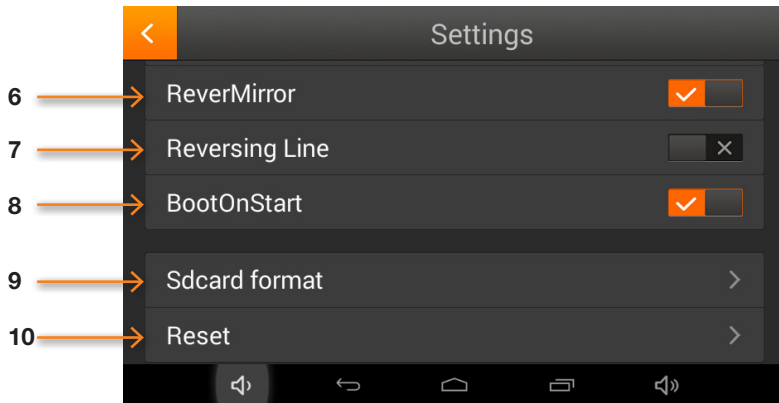 Settings
6 ReverMirror
7 Reversing Line
8 BootOnStart
9 Sdcard format
10 Reset